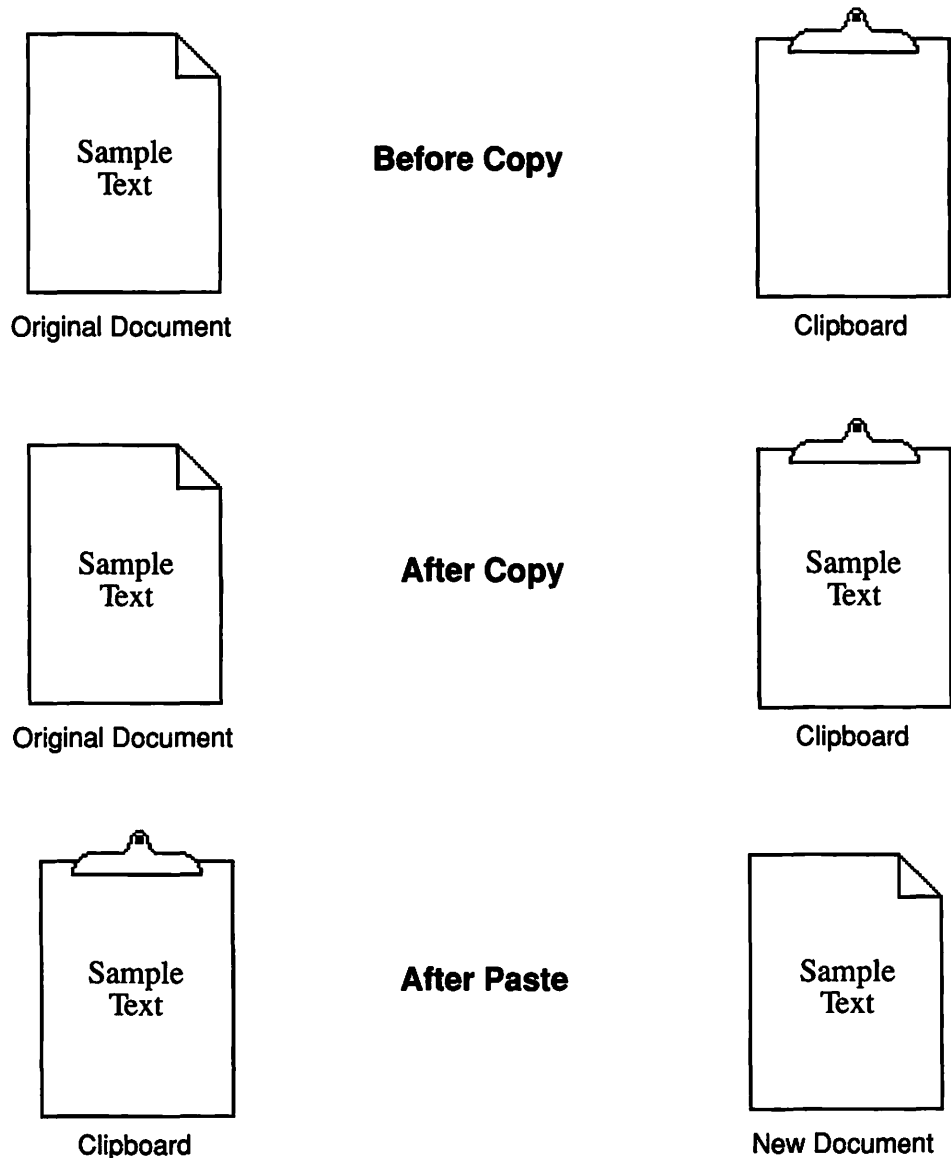 Sample
Text
Before Copy
Original Document
Clipboard
Sample
Text
After Copy
Sample
Text
Original Document
Clipboard
Sample
Text
After Paste
Sample
Text
Clipboard
New Document